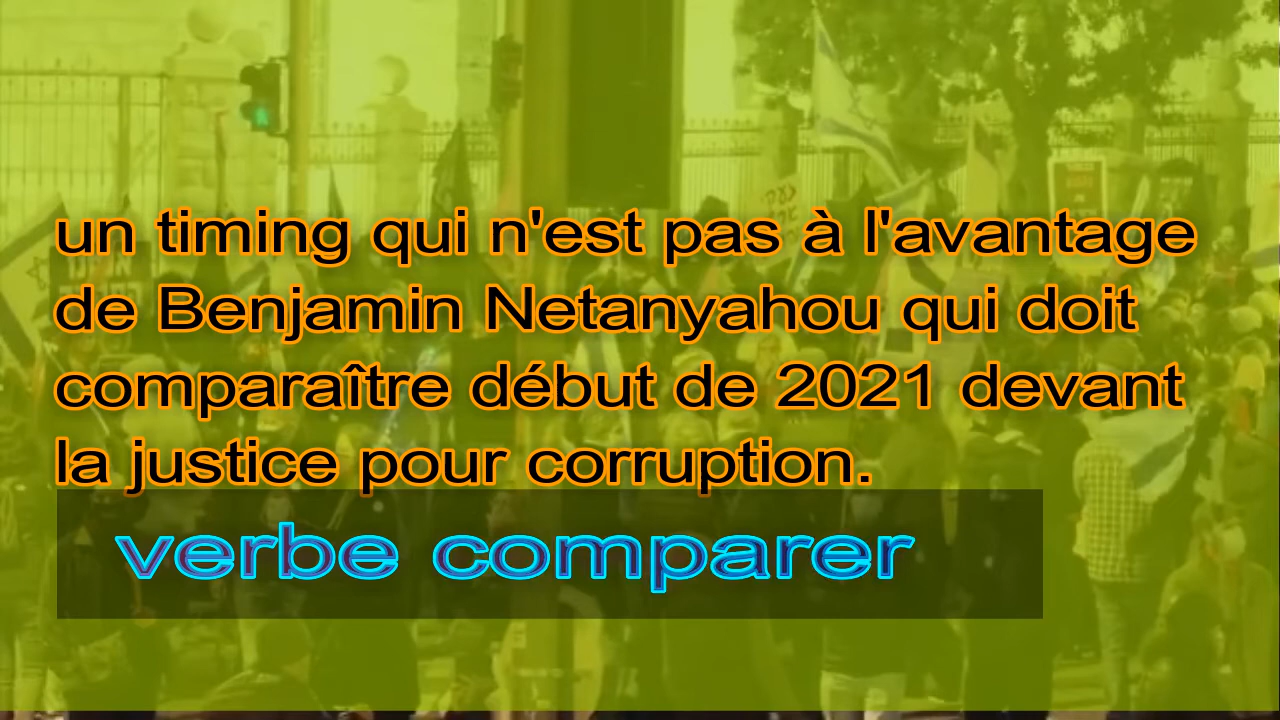 un timing qui n'est pas à l'avantage
de Benjamin Netanyahou qui doit
comparaître début de 2021 devant
la justice pour corruption.
verbe comparer